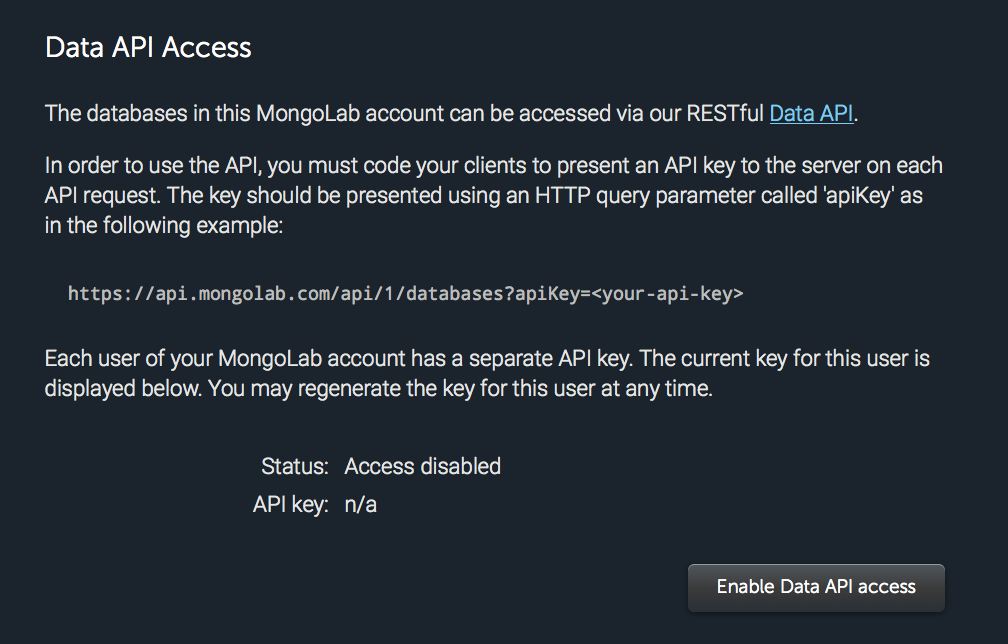 Data API Access
The databases in this MongoLab account can be accessed via our RESTful Data API.
In order to use the API, you must code your clients to present an API key to the server on each
API request. The key should be presented using an HTTP query parameter called 'apiKey' as
in the following example:
https://api.mongolab.com/api/1/databases?apiKey=<your-api-key>
Each user of your MongoLab account has a separate API key. The current key for this user is
displayed below. You may regenerate the key for this user at any time.
Status: Access disabled
API key: n/a
Enable Data API access